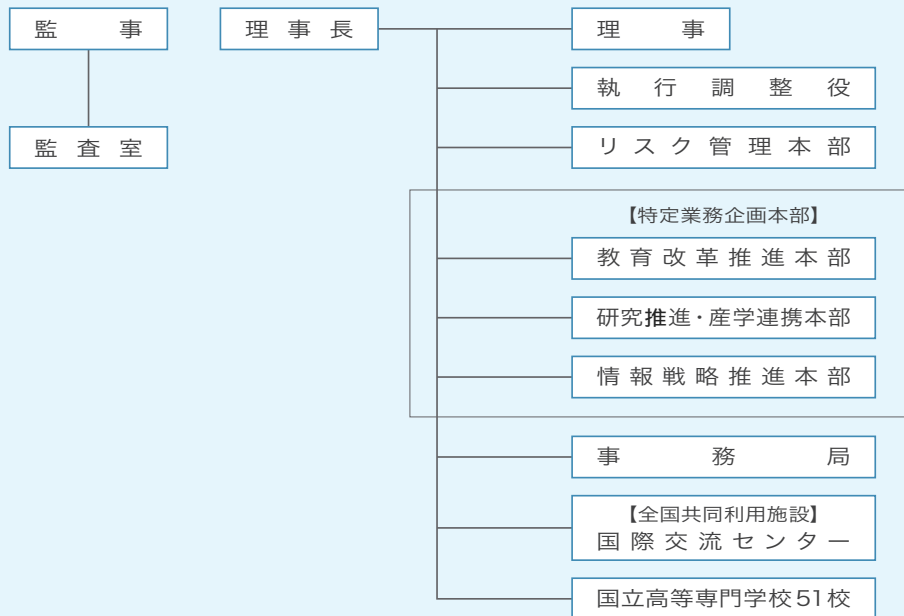 監事
理事長
理事
執行調整役
監査室
リスク管理本部
【特定業務企画本部】
教育改革推進本部
研究推進・産学連携本部
情報戦略推進本部
事務局
【全国共同利用施設】
国際交流センター
国立高等専門学校51校